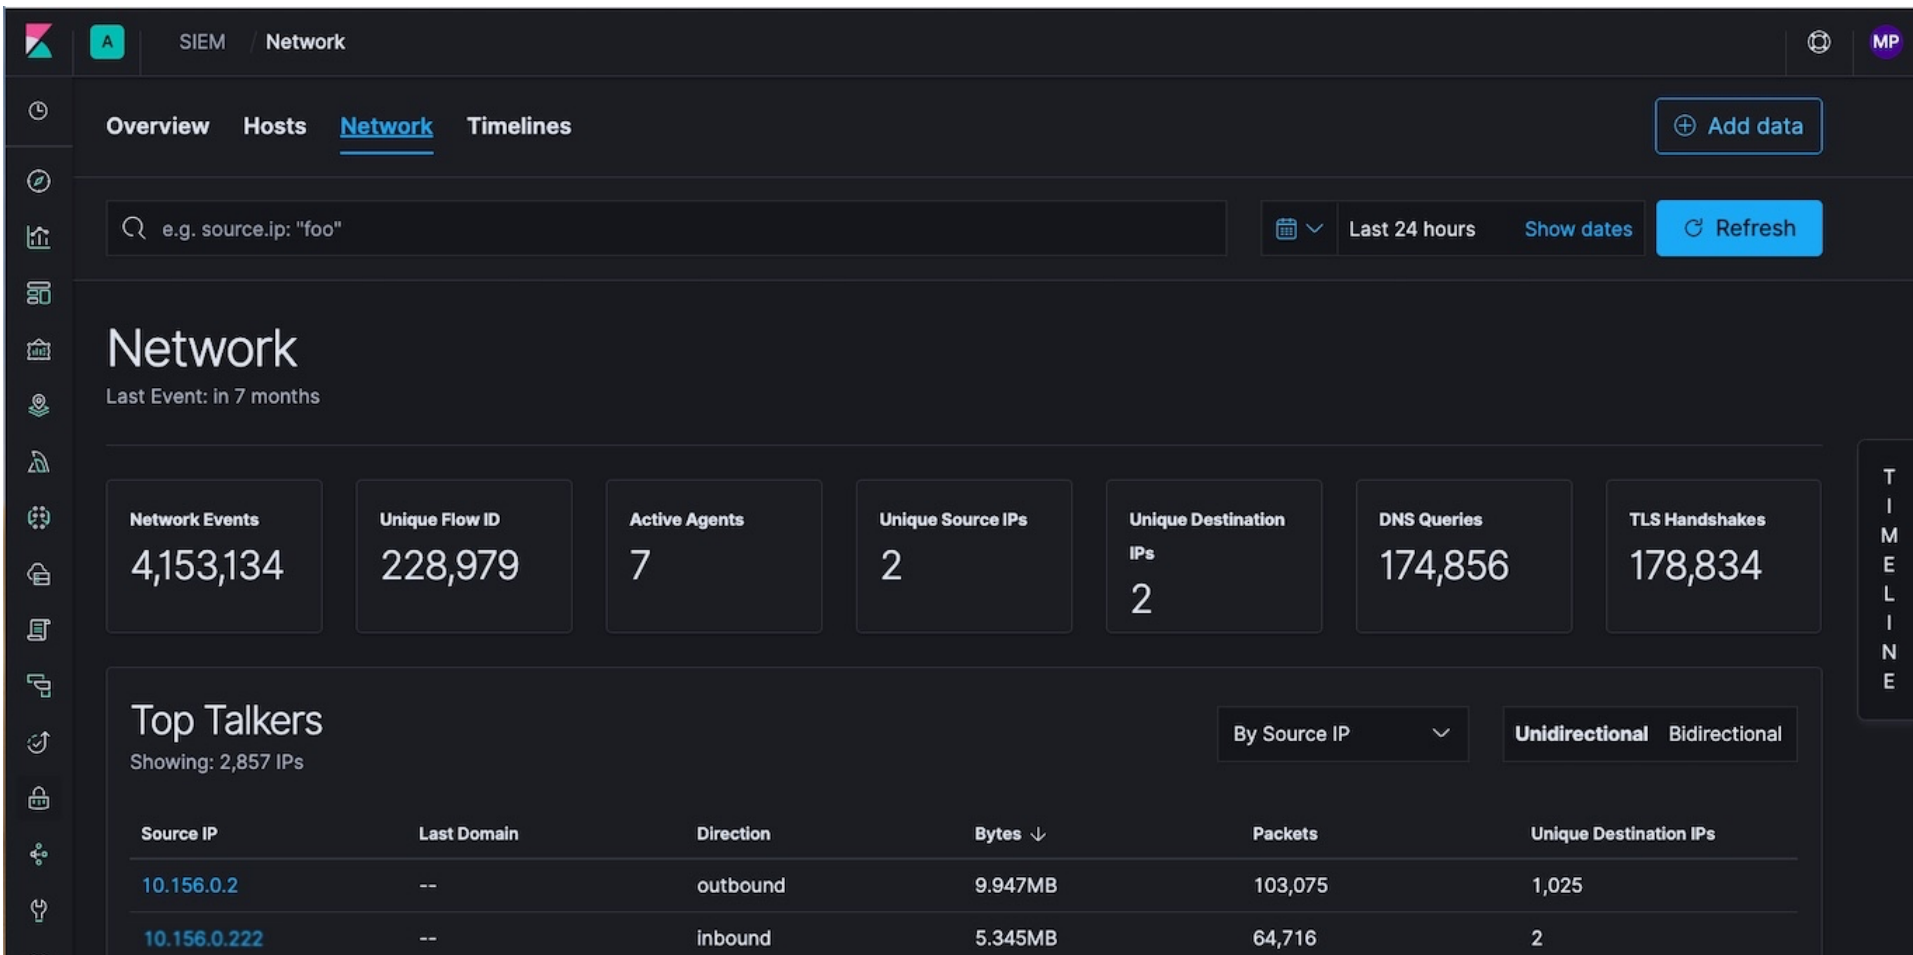 A SIEM / Network MP
Overview Hosts Network Timelines Add data
e.g. source.ip: "foo" Last 24 hours Show dates Refresh
Network
Last Event: in 7 months
Network Events Unique Flow ID Active Agents Unique Source IPs Unique Destination IPs DNS Queries TLS Handshakes
4,153,134 228,979 7 2 2 174,856 178,834
TIMELINE
Top Talkers
Showing: 2,857 IPs
By Source IP Unidirectional Bidirectional
Source IP Last Domain Direction Bytes Packets Unique Destination IPs
10.156.0.2 -- outbound 9.947MB 103,075 1,025
10.156.0.222 -- inbound 5.345MB 64,716 2